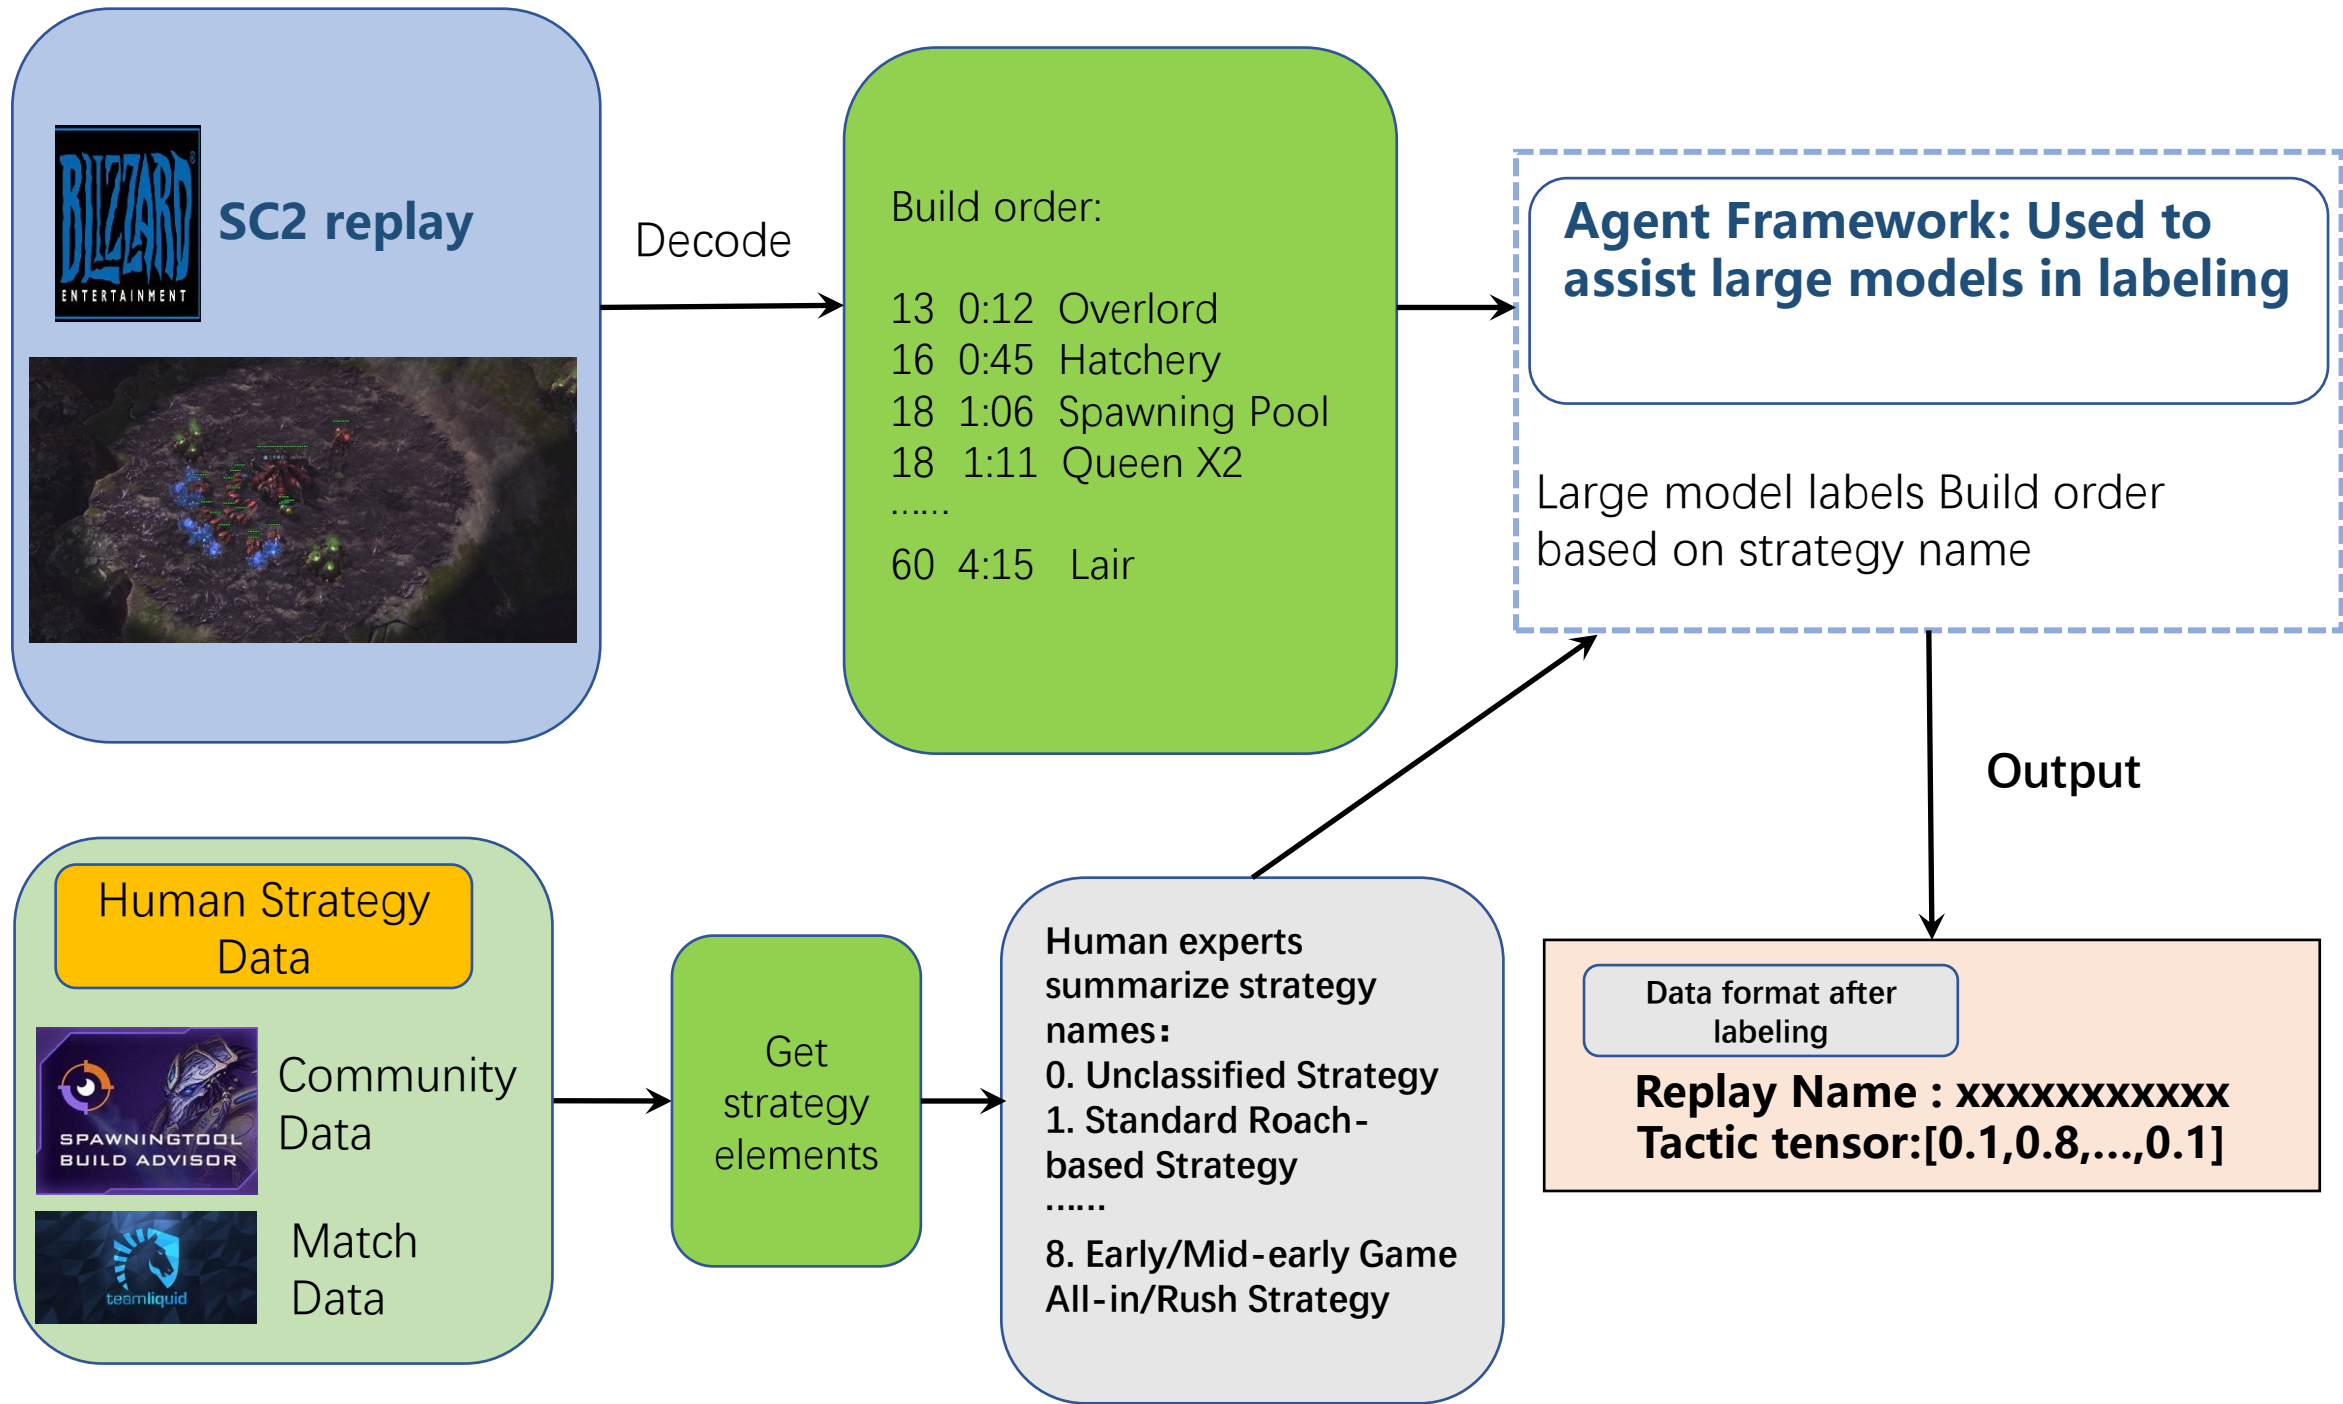 BLIZZARD
®
ENTERTAINMENT
SC2 replay
Decode
Build order:
13 0:12 Overlord
16 0:45 Hatchery
18 1:06 Spawning Pool
18 1:11 Queen X2
......
60 4:15 Lair
Agent Framework: Used to
assist large models in labeling
Large model labels Build order
based on strategy name
Output
Human Strategy
Data
SPAWNINGTOOL
BUILD ADVISOR
Community
Data
teamliquid
Match
Data
Get
strategy
elements
Human experts
summarize strategy
names:
0. Unclassified Strategy
1. Standard Roach-
based Strategy
......
8. Early/Mid-early Game
All-in/Rush Strategy
Data format after
labeling
Replay Name : xxxxxxxxxxx
Tactic tensor:[0.1,0.8,...,0.1]